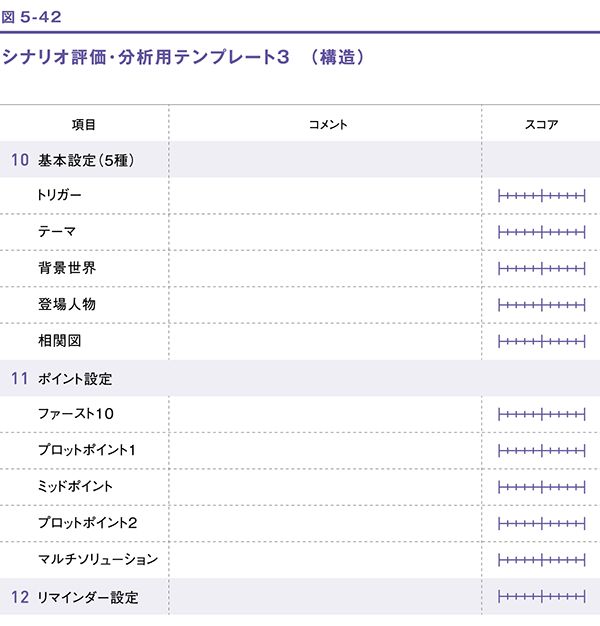 図 5-42
シナリオ評価・分析用テンプレート3 (構造)
項目 コメント スコア
10 基本設定(5種)
トリガー
テーマ
背景世界
登場人物
相関図
11 ポイント設定
ファースト10
プロットポイント1
ミッドポイント
プロットポイント2
マルチソリューション
12 リマインダー設定